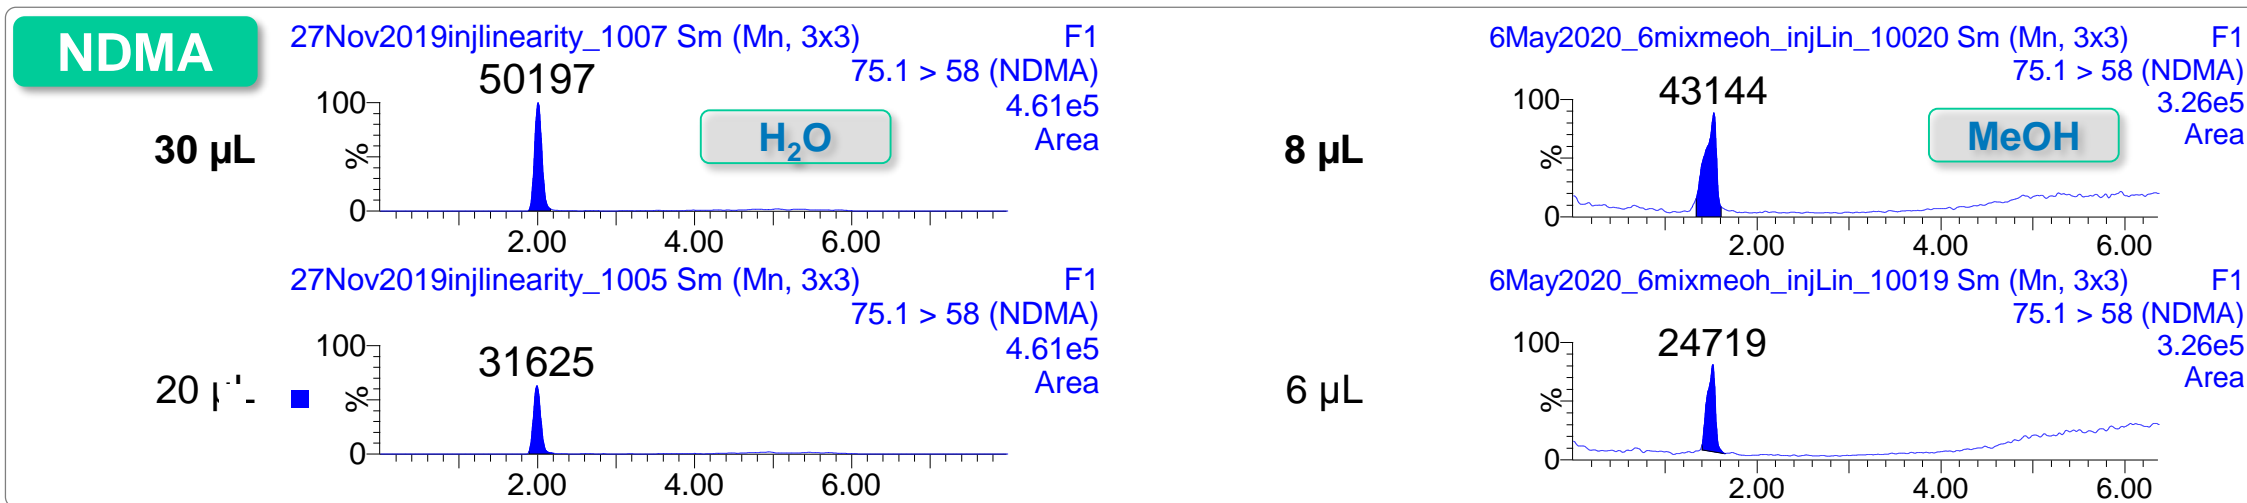 NDMA
27Nov2019injlinearity_1007 Sm (Mn, 3x3) F1
75.1 > 58 (NDMA)
50197
4.61e5
Area
30 µL
H₂O
100
%
0
2.00 4.00 6.00
6May2020_6mixmeoh_injLin_10020 Sm (Mn, 3x3) F1
75.1 > 58 (NDMA)
43144
3.26e5
Area
8 µL
MeOH
100
%
0
2.00 4.00 6.00
27Nov2019injlinearity_1005 Sm (Mn, 3x3) F1
75.1 > 58 (NDMA)
31625
4.61e5
Area
20
100
%
0
2.00 4.00 6.00
6May2020_6mixmeoh_injLin_10019 Sm (Mn, 3x3) F1
75.1 > 58 (NDMA)
24719
3.26e5
Area
6 µL
100
%
0
2.00 4.00 6.00